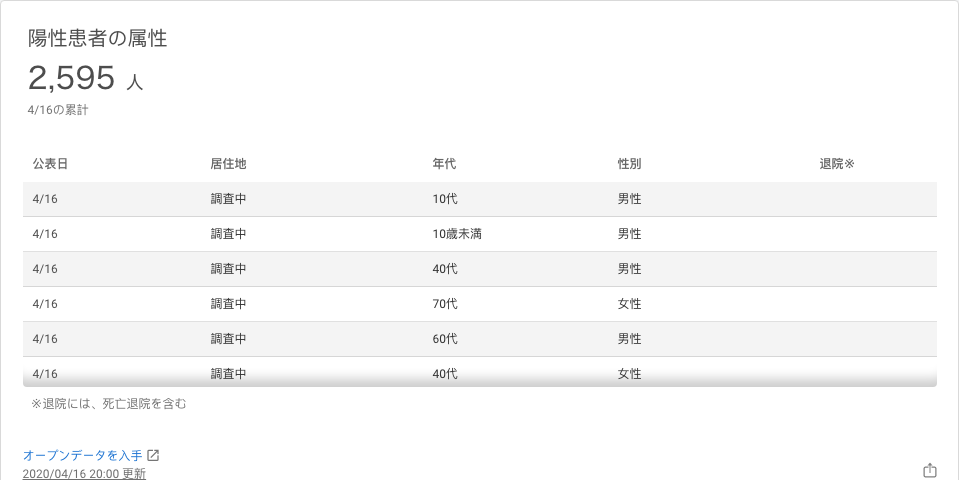 陽性患者の属性
2,595 人
4/16の累計
公表日 居住地 年代 性別 退院※
4/16 調査中 10代 男性
4/16 調査中 10歳未満 男性
4/16 調査中 40代 男性
4/16 調査中 70代 女性
4/16 調査中 60代 男性
4/16 調査中 40代 女性
※退院には、死亡退院を含む
オープンデータを入手
2020/04/16 20:00 更新